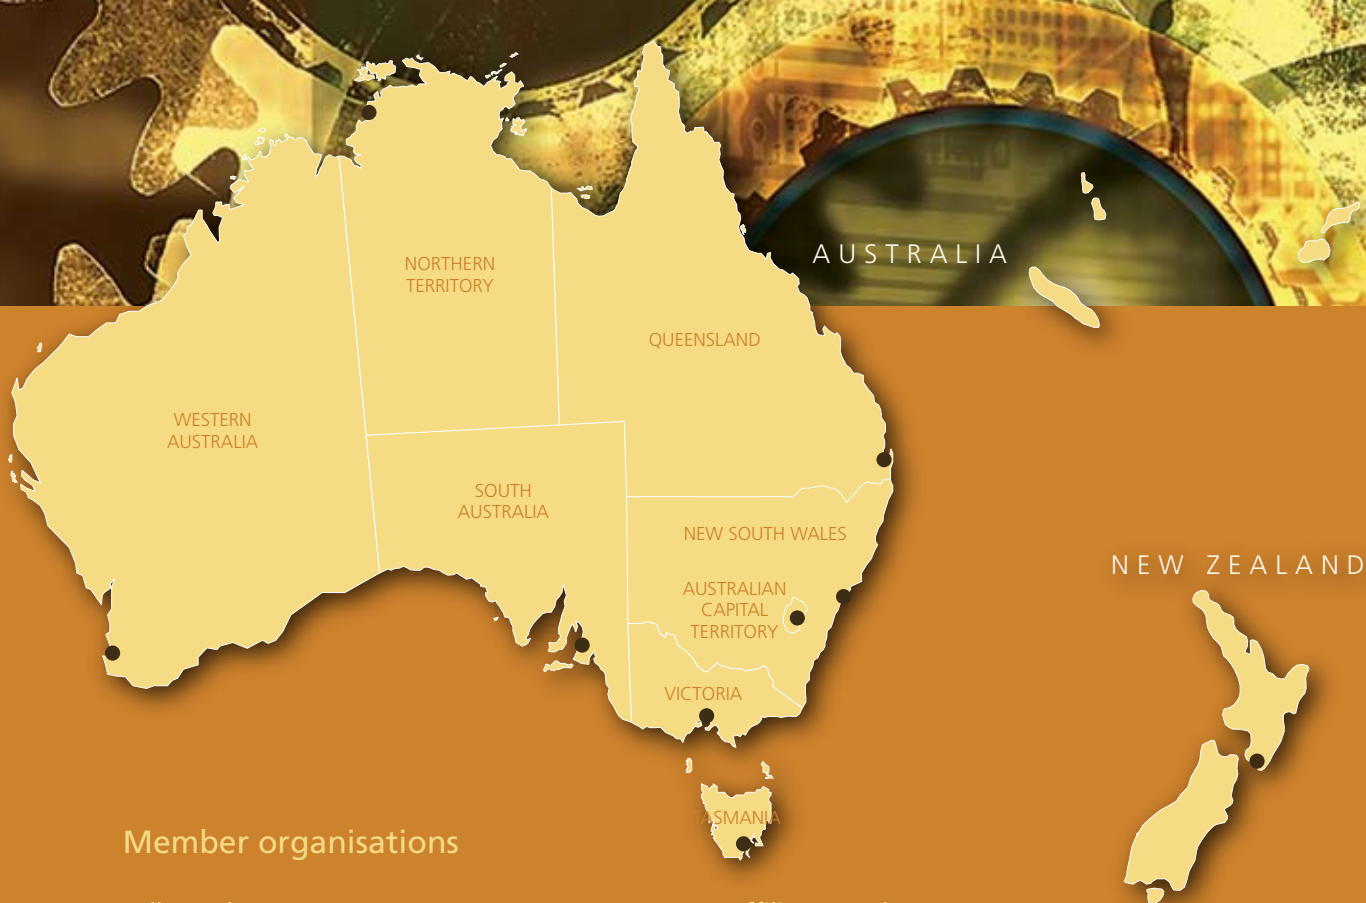 AUSTRALIA
NORTHERN
TERRITORY
QUEENSLAND
WESTERN
AUSTRALIA
SOUTH
AUSTRALIA
NEW SOUTH WALES
NEW ZEALAND
AUSTRALIAN
CAPITAL
TERRITORY
VICTORIA
TASMANIA
Member organisations